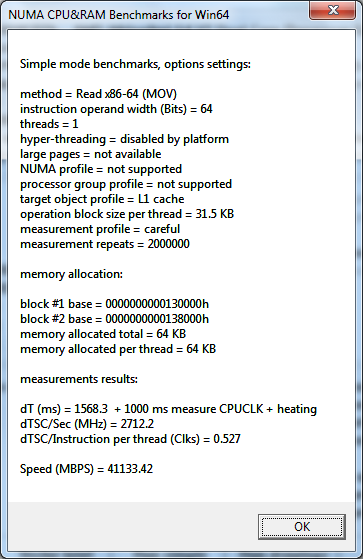 NUMA CPU&RAM Benchmarks for Win64
Simple mode benchmarks, options settings:
method = Read x86-64 (MOV)
instruction operand width (Bits) = 64
threads = 1
hyper-threading = disabled by platform
large pages = not available
NUMA profile = not supported
processor group profile = not supported
target object profile = L1 cache
operation block size per thread = 31.5 KB
measurement profile = careful
measurement repeats = 2000000
memory allocation:
block #1 base = 0000000000130000h
block #2 base = 0000000000138000h
memory allocated total = 64 KB
memory allocated per thread = 64 KB
measurements results:
dT (ms) = 1568.3 + 1000 ms measure CPUCLK + heating
dTSC/Sec (MHz) = 2712.2
dTSC/Instruction per thread (Clks) = 0.527
Speed (MBPS) = 41133.42
OK